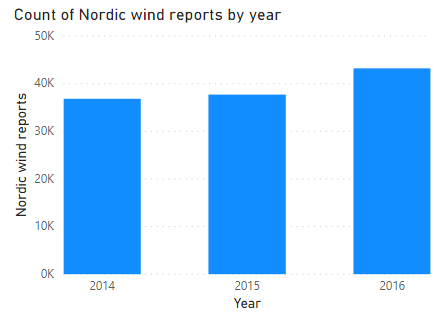 Count of Nordic wind reports by year
Nordic wind reports
50K
40K
30K
20K
10K
0K
2014 2015 2016
Year